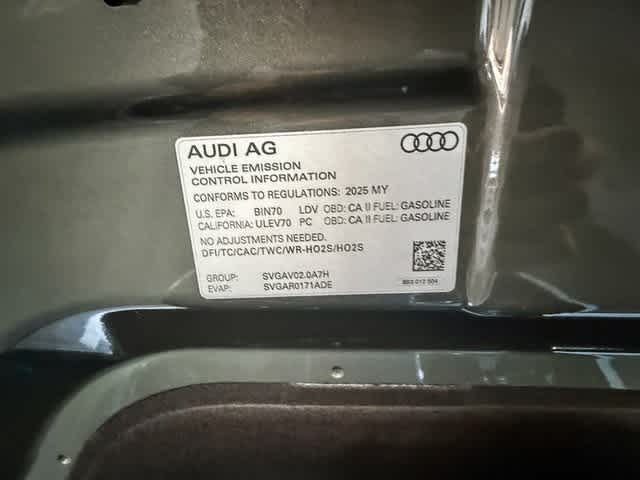 AUDI AG
VEHICLE EMISSION
CONTROL INFORMATION
CONFORMS TO REGULATIONS: 2025 MY
U.S. EPA: BIN70 LDV OBD: CA II FUEL: GASOLINE
CALIFORNIA: ULEV70 PC OBD: CA II FUEL: GASOLINE
NO ADJUSTMENTS NEEDED.
DFI/TC/CAC/TWC/WR-HO2S/HO2S
GROUP: SVGAV02.0A7H
EVAP: SVGAR0171ADE